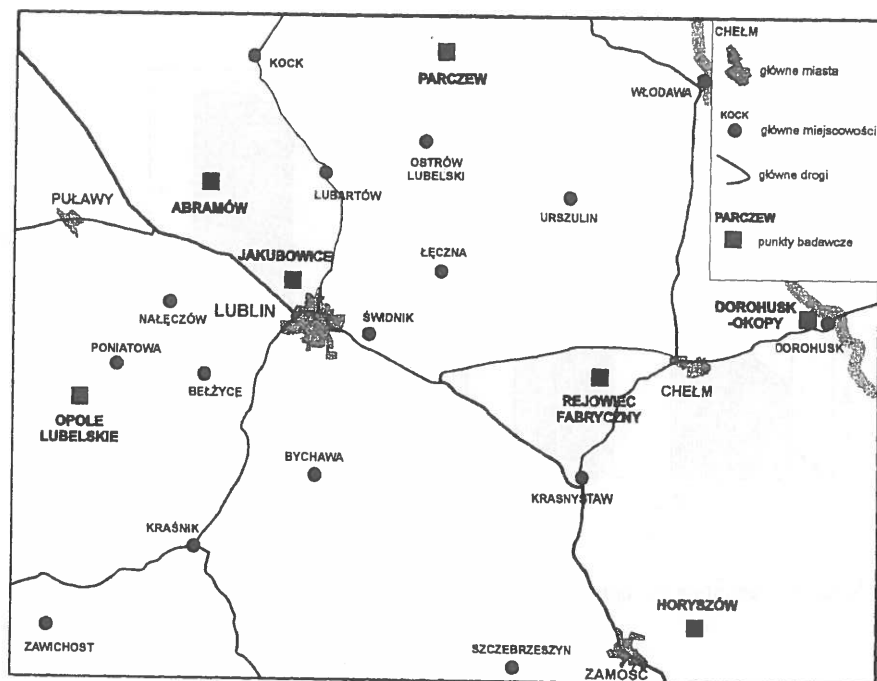 KOCK
PARCZEW
WŁODAWA
OSTRÓW
LUBELSKI
LUBARTÓW
ABRAMÓW
PUŁAWY
URSZULIN
ŁĘCZNA
JAKUBOWICE
NAŁĘCZÓW
LUBLIN
ŚWIDNIK
PONIATOWA
BEŁŻYCE
OPOLE
LUBELSKIE
DOROHUSK
-OKOPY
DOROHUSK
CHEŁM
REJOWIEC
FABRYCZNY
BYCHAWA
KRASNYSTAW
KRAŚNIK
HORYSZÓW
ZAWICHOST
SZCZEBRZESZYN
ZAMOŚĆ
CHEŁM
główne miasta
KOCK
główne miejscowości
główne drogi
PARCZEW
punkty badawcze